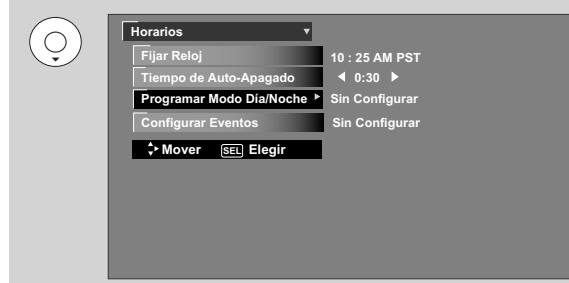 Horarios
Fijar Reloj 10 : 25 AM PST
Tiempo de Auto-Apagado 0:30
Programar Modo Día/Noche Sin Configurar
Configurar Eventos Sin Configurar
Mover SEL Elegir